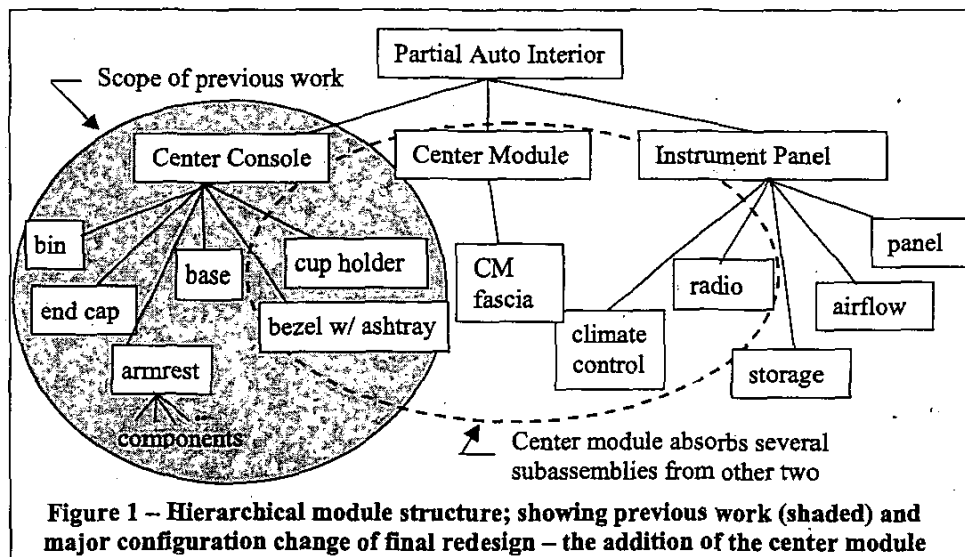 Partial Auto Interior
Scope of previous work
Center Console
Center Module
Instrument Panel
bin
base
cup holder
CM
fascia
radio
panel
end cap
bezel w/ ashtray
climate
control
airflow
armrest
storage
components
Center module absorbs several
subassemblies from other two
Figure 1 – Hierarchical module structure; showing previous work (shaded) and
major configuration change of final redesign – the addition of the center module